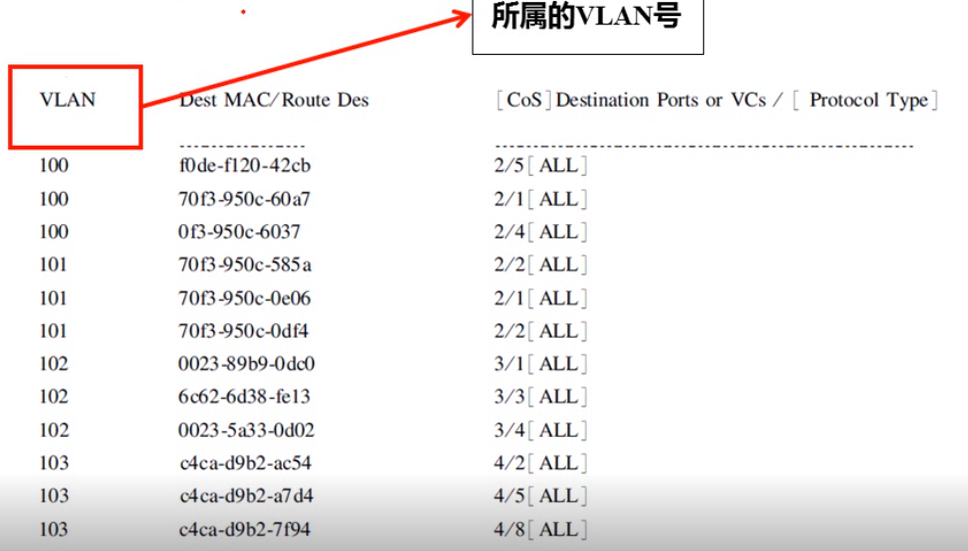 所属的VLAN号
VLAN Dest MAC/Route Des [CoS]Destination Ports or VCs / [ Protocol Type]
100 f0de-f120-42cb 2/5[ ALL]
100 70f3-950c-60a7 2/1[ ALL]
100 0f3-950c-6037 2/4[ ALL]
101 70f3-950c-585a 2/2[ ALL]
101 70f3-950c-0e06 2/1[ ALL]
101 70f3-950c-0df4 2/2[ ALL]
102 0023-89b9-0dc0 3/1[ ALL]
102 6c62-6d38-fe13 3/3[ ALL]
102 0023-5a33-0d02 3/4[ ALL]
103 c4ca-d9b2-ac54 4/2[ ALL]
103 c4ca-d9b2-a7d4 4/5[ ALL]
103 c4ca-d9b2-7f94 4/8[ ALL]